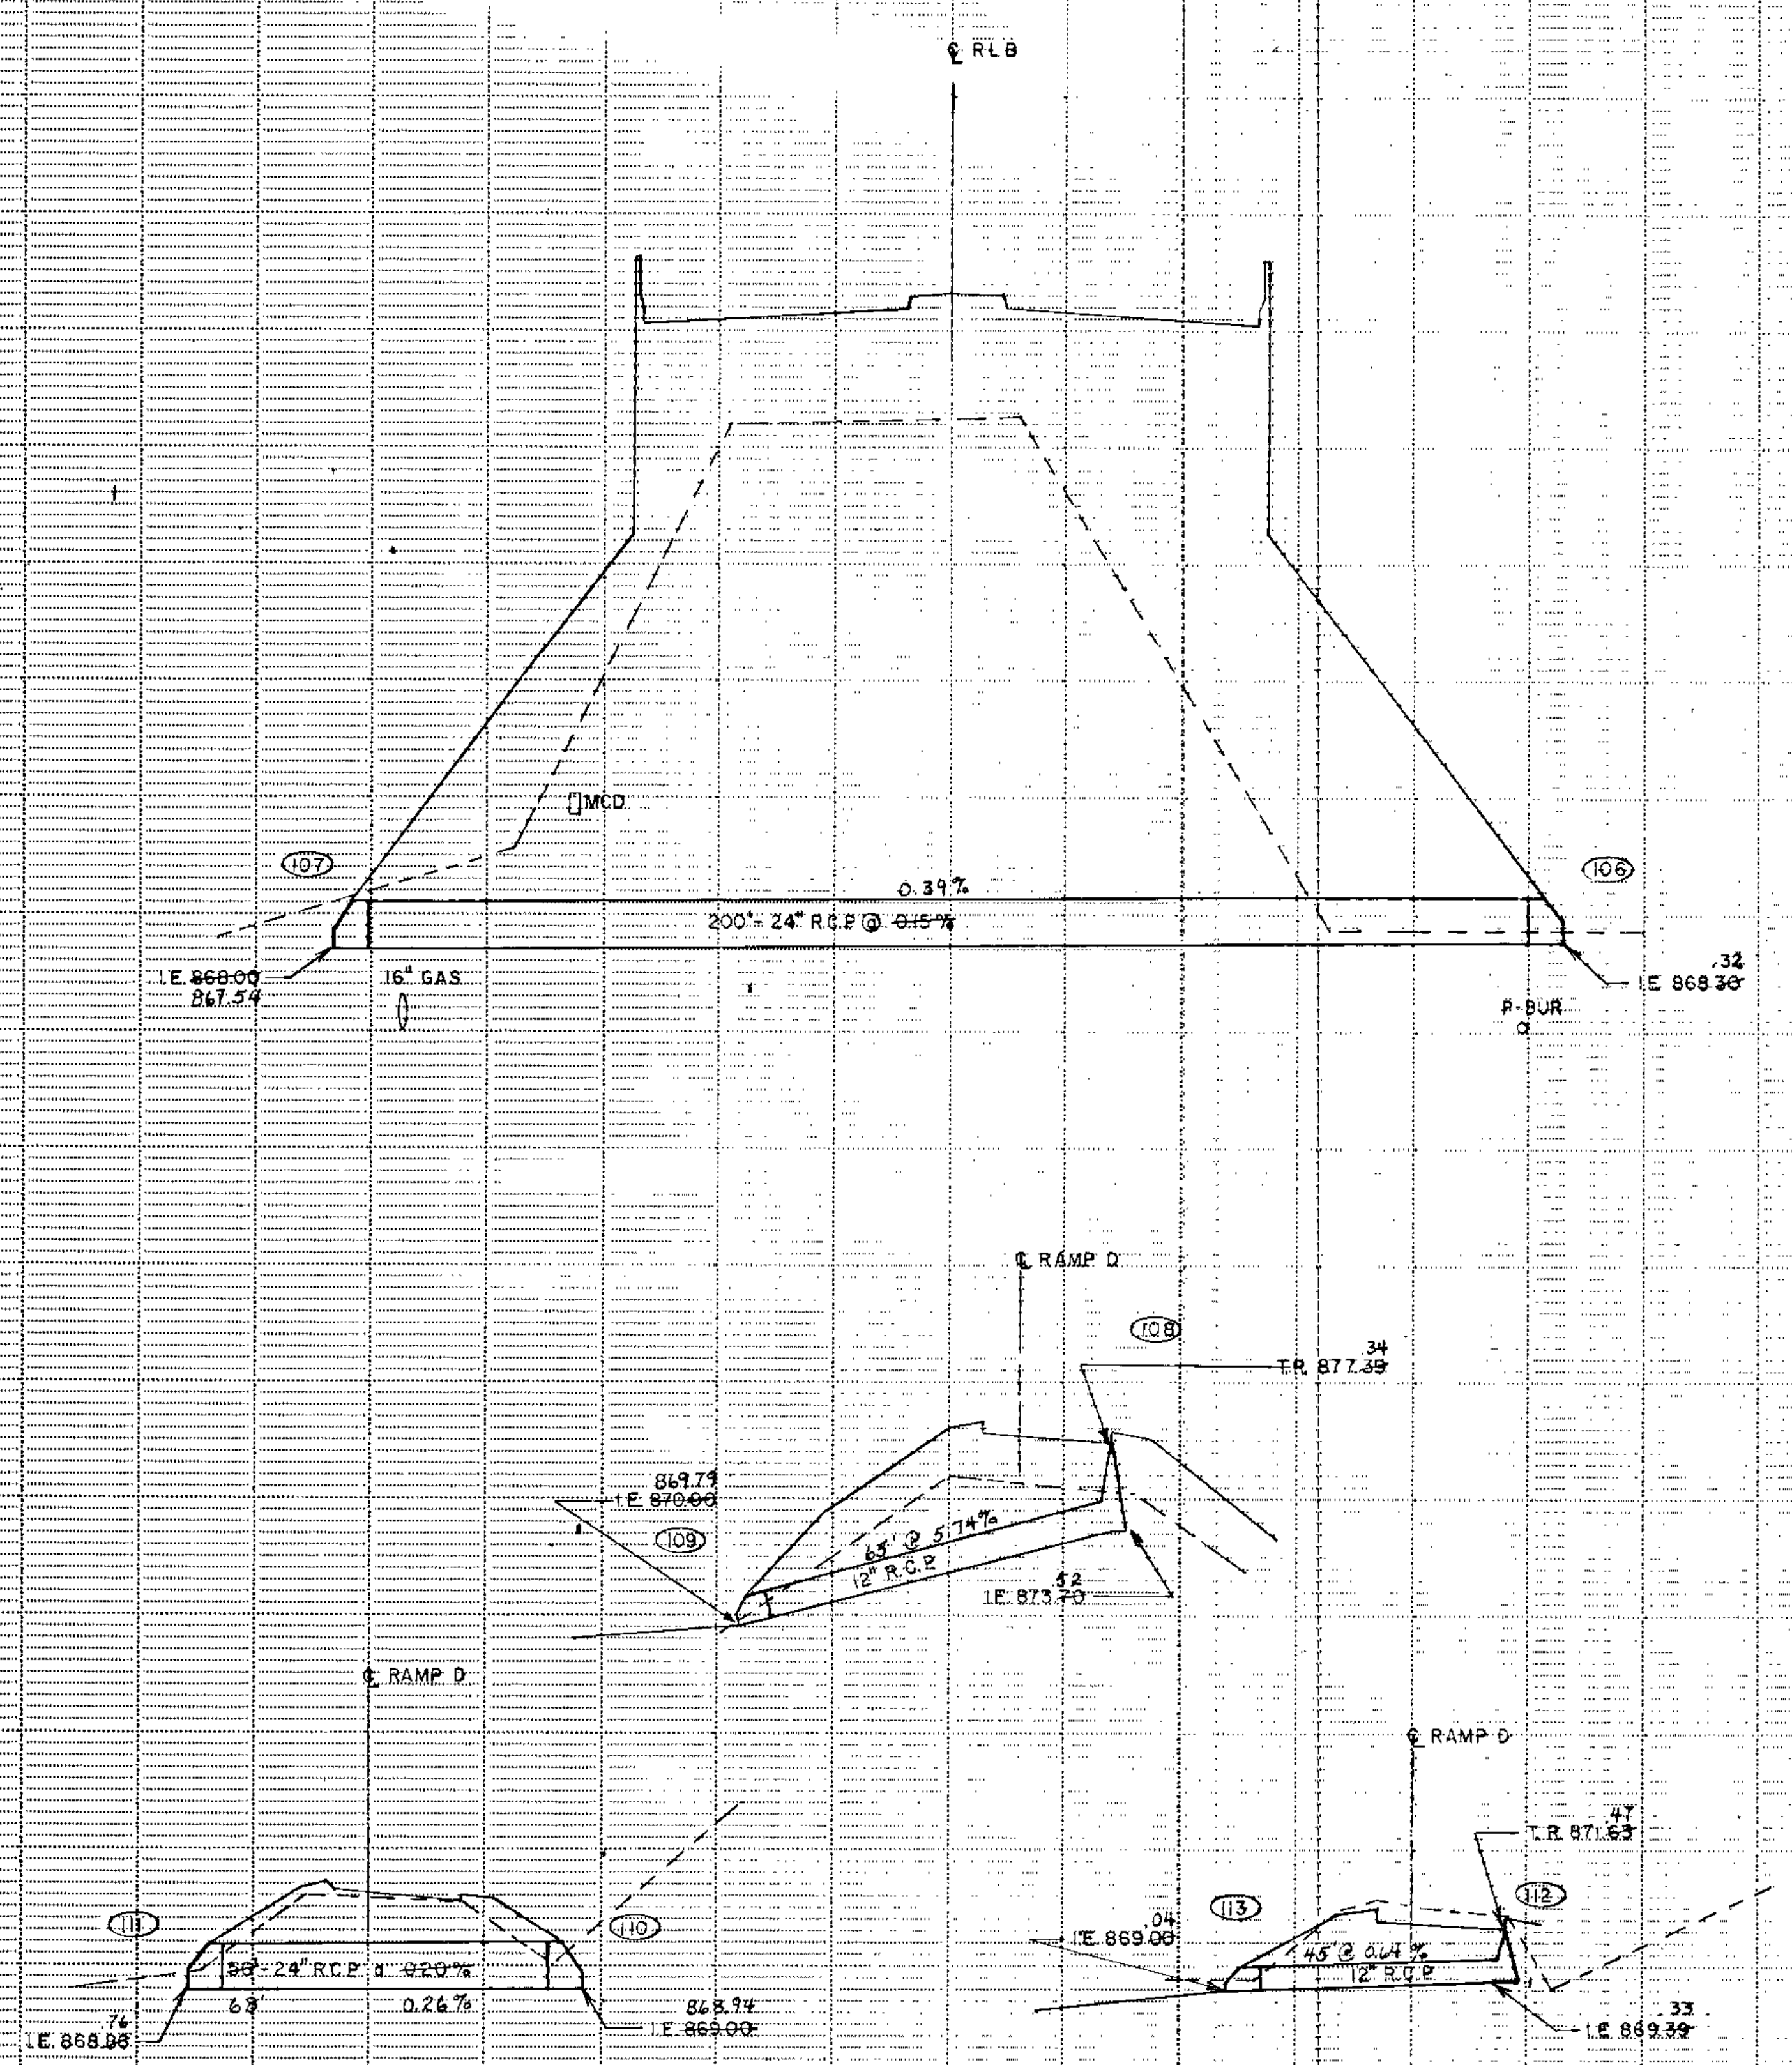 ℄ RLB
MCD
107
106
0.39%
200'- 24" R.C.P @ 0.15%
I.E. 868.00
867.54
16" GAS
.32
I.E. 868.30
P-BUR
℄ RAMP D
108
34
T.R. 877.39
869.79
I.E. 870.00
109
65' @ 5.74%
12" R.C.P.
52
I.E. 873.70
℄ RAMP D
℄ RAMP D
47
T.R. 871.63
111
110
113
112
.04
I.E. 869.00
45' @ 0.64 %
12" R.C.P
56'- 24" R.C.P. @ 0.20%
68' 0.26%
.76
I.E. 868.88
868.94
I.E. 869.00
.33
I.E. 869.39